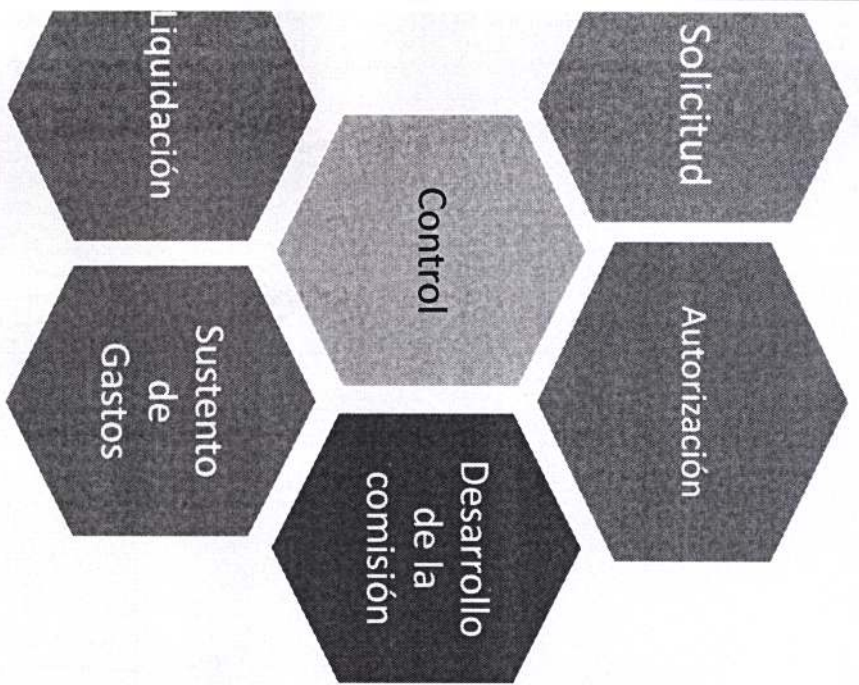 Solicitud
Autorización
Control
Desarrollo
de la
comisión
Liquidación
Sustento
de
Gastos